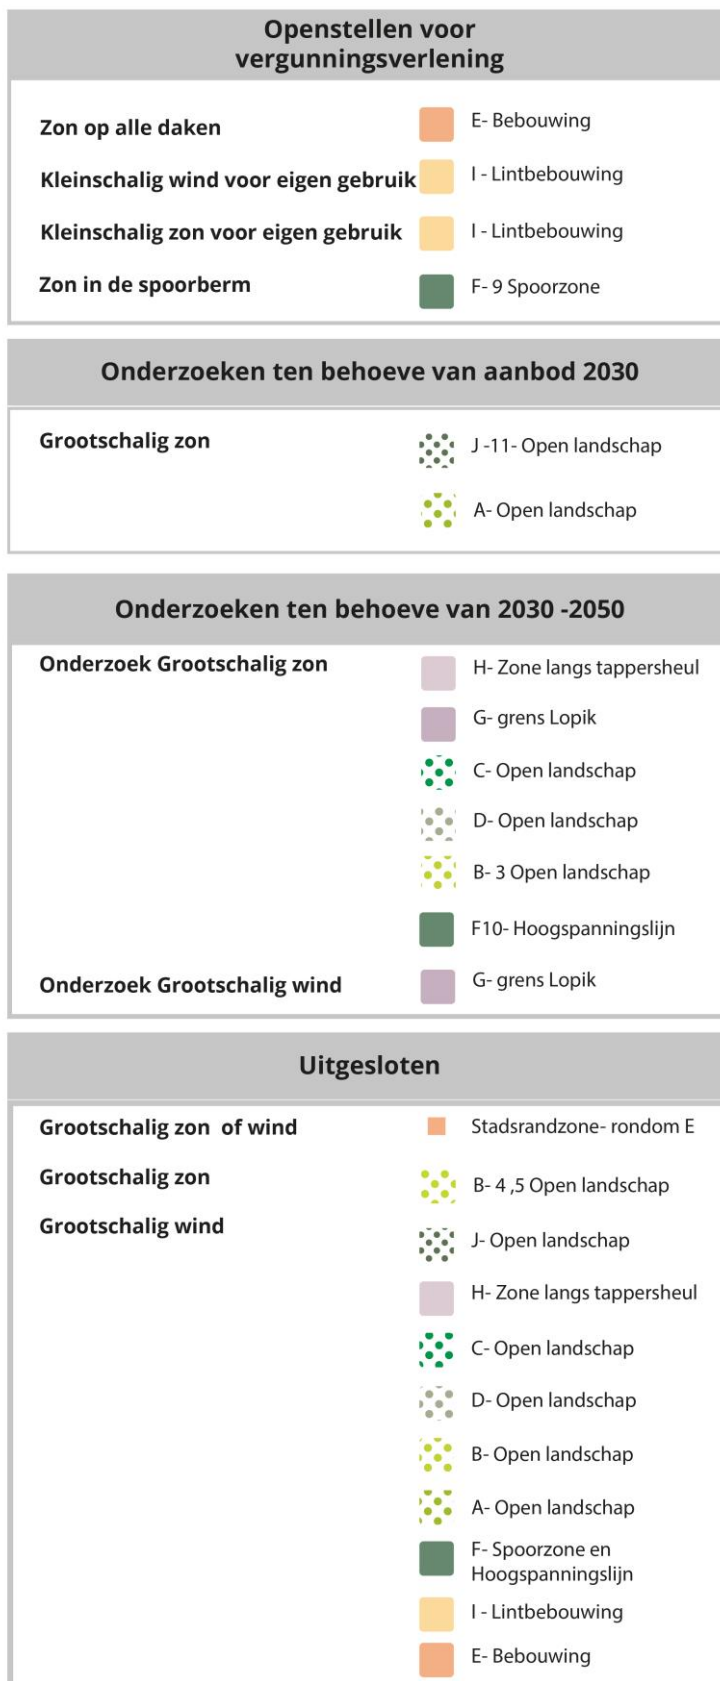 Openstellen voor
vergunningsverlening
Zon op alle daken E- Bebouwing
Kleinschalig wind voor eigen gebruik I - Lintbebouwing
Kleinschalig zon voor eigen gebruik I - Lintbebouwing
Zon in de spoorberm F- 9 Spoorzone
Onderzoeken ten behoeve van aanbod 2030
Grootschalig zon J -11- Open landschap
A- Open landschap
Onderzoeken ten behoeve van 2030 -2050
Onderzoek Grootschalig zon H- Zone langs tappersheul
G- grens Lopik
C- Open landschap
D- Open landschap
B- 3 Open landschap
F10- Hoogspanningslijn
Onderzoek Grootschalig wind G- grens Lopik
Uitgesloten
Grootschalig zon of wind Stadsrandzone- rondom E
Grootschalig zon B- 4 ,5 Open landschap
Grootschalig wind J- Open landschap
H- Zone langs tappersheul
C- Open landschap
D- Open landschap
B- Open landschap
A- Open landschap
F- Spoorzone en
Hoogspanningslijn
I - Lintbebouwing
E- Bebouwing